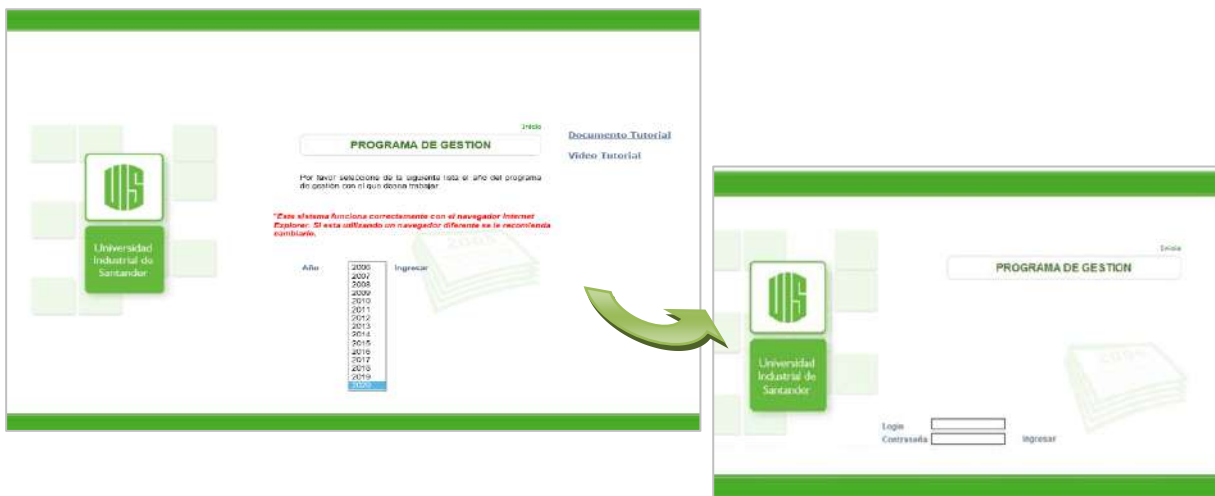 Inicio
PROGRAMA DE GESTION
Documento Tutorial
Video Tutorial
Por favor seleccione de la siguiente lista el año del programa
de gestión con el que desea trabajar.
*Este sistema funciona correctamente con el navegador Internet
Explorer. Si esta utilizando un navegador diferente se le recomienda
cambiarlo.
UIS
Universidad
Industrial de
Santander
2005
Año
2006
Ingresar
2007
2008
2009
2010
2011
2012
2013
2014
2015
2016
2017
2018
2019
2020
Inicio
PROGRAMA DE GESTION
UIS
Universidad
Industrial de
Santander
Login
Contraseña
Ingresar